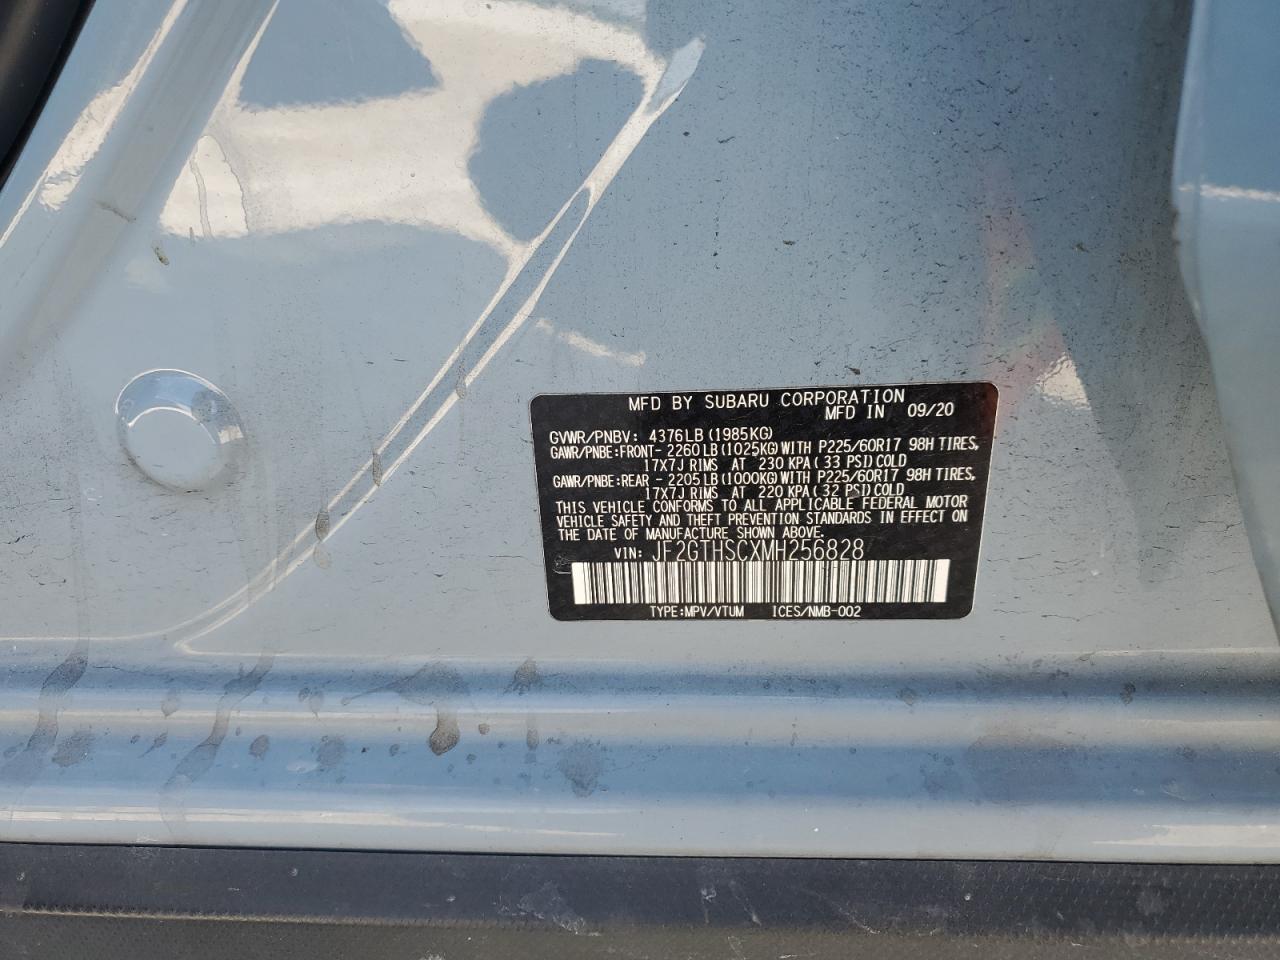 MFD BY SUBARU CORPORATION
MFD IN 09/20
GVWR/PNBV: 4376LB (1985KG)
GAWR/PNBE:FRONT- 2260 LB (1025KG) WITH P225/60R17 98H TIRES,
17X7J RIMS AT 230 KPA (33 PSI) COLD
GAWR/PNBE:REAR - 2205 LB (1000KG) WITH P225/60R17 98H TIRES,
17X7J RIMS AT 220 KPA (32 PSI) COLD
THIS VEHICLE CONFORMS TO ALL APPLICABLE FEDERAL MOTOR
VEHICLE SAFETY AND THEFT PREVENTION STANDARDS IN EFFECT ON
THE DATE OF MANUFACTURE SHOWN ABOVE.
VIN: JF2GTHSCXMH256828
TYPE:MPV/VTUM ICES/NMB-002